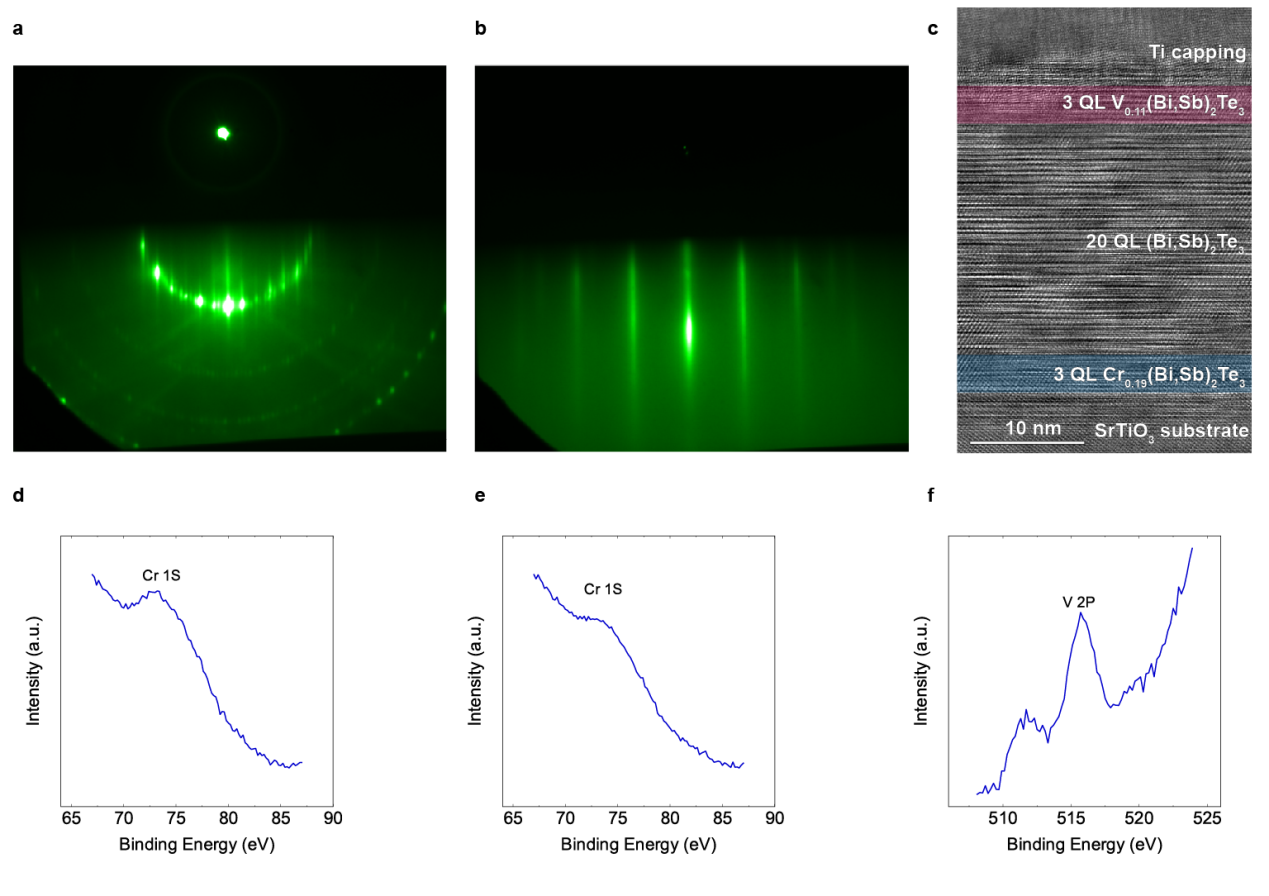 a
b
c
Ti capping
3 QL V0.11(Bi,Sb)2Te3
20 QL (Bi,Sb)2Te3
3 QL Cr0.19(Bi,Sb)2Te3
10 nm
SrTiO3 substrate
d
e
f
Cr 1S
Intensity (a.u.)
65 70 75 80 85 90
Binding Energy (eV)
Cr 1S
Intensity (a.u.)
65 70 75 80 85 90
Binding Energy (eV)
V 2P
Intensity (a.u.)
510 515 520 525
Binding Energy (eV)